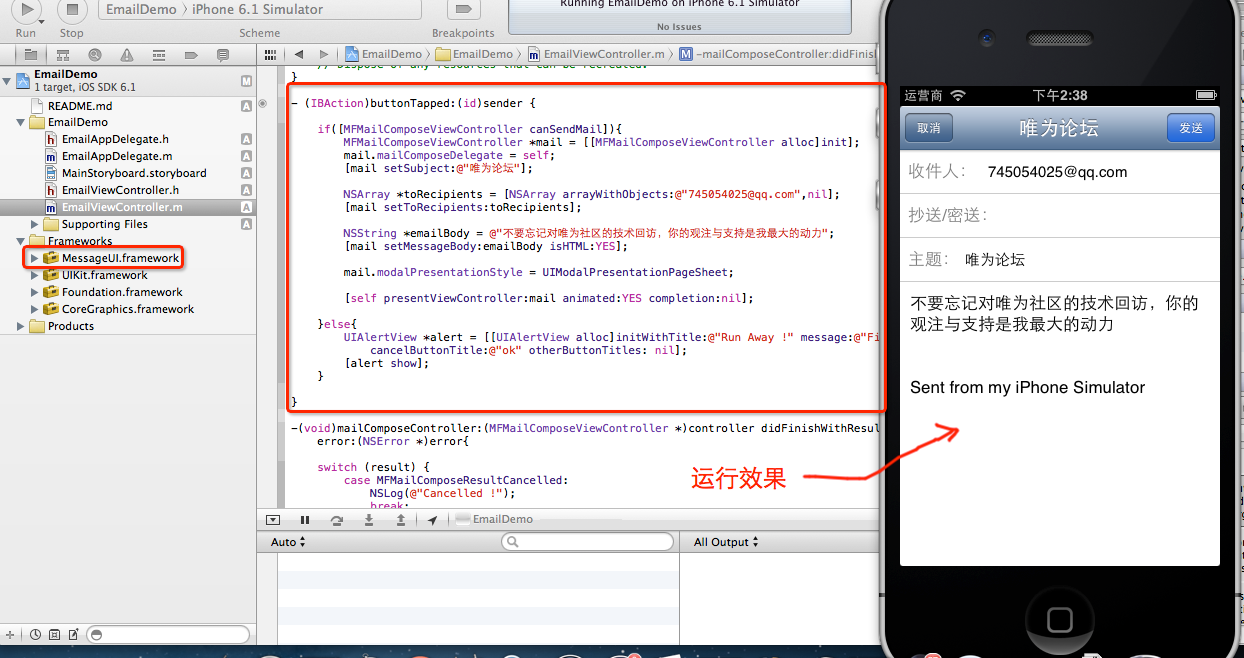 EmailDemo 〉 iPhone 6.1 Simulator
Running EmailDemo on iPhone 6.1 Simulator
No Issues
Run
Stop
Scheme
Breakpoints
EmailDemo 〉 EmailDemo 〉 EmailViewController.m 〉 M -mailComposeController:didFinish
EmailDemo
M
1 target, iOS SDK 6.1
README.md
A
EmailDemo
EmailAppDelegate.h
A
EmailAppDelegate.m
A
MainStoryboard.storyboard
A
EmailViewController.h
A
EmailViewController.m
A
Supporting Files
A
Frameworks
MessageUI.framework
UIKit.framework
Foundation.framework
CoreGraphics.framework
Products
// Dispose of any resources that can be recreated.
}
- (IBAction)buttonTapped:(id)sender {
if([MFMailComposeViewController canSendMail]){
MFMailComposeViewController *mail = [[MFMailComposeViewController alloc]init];
mail.mailComposeDelegate = self;
[mail setSubject:@"唯为论坛"];
NSArray *toRecipients = [NSArray arrayWithObjects:@"745054025@qq.com",nil];
[mail setToRecipients:toRecipients];
NSString *emailBody = @"不要忘记对唯为社区的技术回访，你的观注与支持是我最大的动力";
[mail setMessageBody:emailBody isHTML:YES];
mail.modalPresentationStyle = UIModalPresentationPageSheet;
[self presentViewController:mail animated:YES completion:nil];
}else{
UIAlertView *alert = [[UIAlertView alloc]initWithTitle:@"Run Away !" message:@"Fi
cancelButtonTitle:@"ok" otherButtonTitles: nil];
[alert show];
}
}
-(void)mailComposeController:(MFMailComposeViewController *)controller didFinishWithResul
error:(NSError *)error{
switch (result) {
case MFMailComposeResultCancelled:
NSLog(@"Cancelled !");
break;
运行效果
EmailDemo
Auto
All Output
运营商
下午2:38
取消
唯为论坛
发送
收件人：
745054025@qq.com
抄送/密送：
主题：
唯为论坛
不要忘记对唯为社区的技术回访，你的
观注与支持是我最大的动力
Sent from my iPhone Simulator